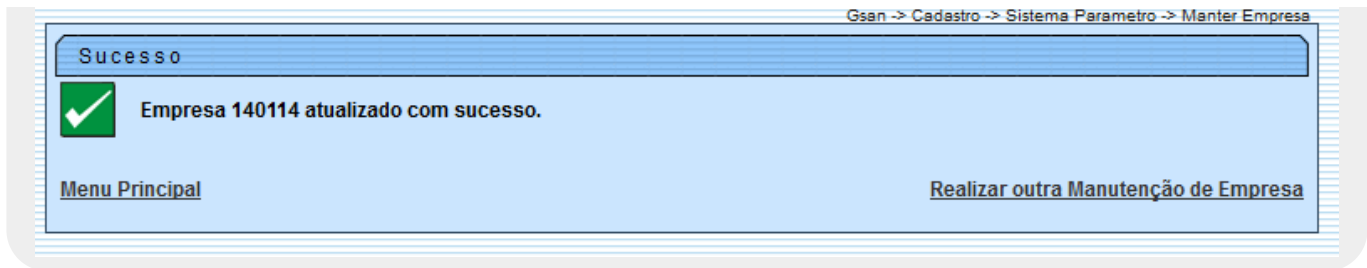 Gsan -> Cadastro -> Sistema Parametro -> Manter Empresa
Sucesso
Empresa 140114 atualizado com sucesso.
Menu Principal
Realizar outra Manutenção de Empresa